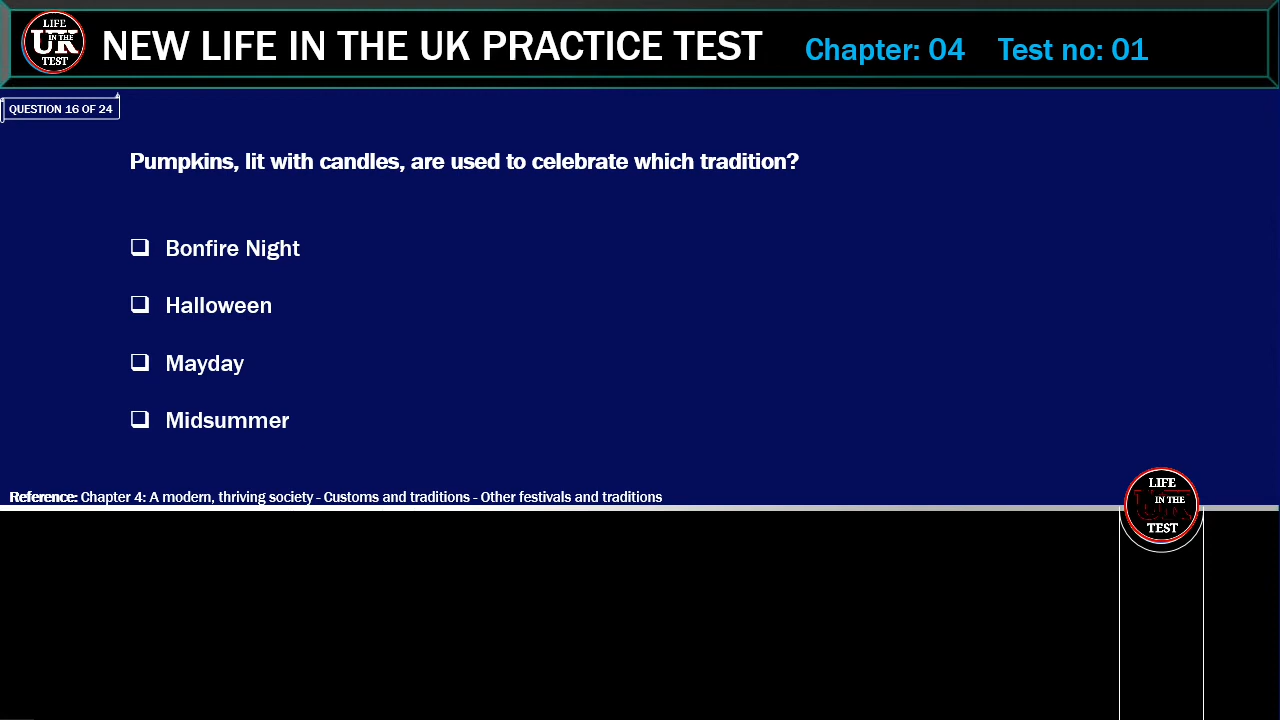 LIFE
UK
IN THE
TEST
NEW LIFE IN THE UK PRACTICE TEST
Chapter: 04
Test no: 01
QUESTION 16 OF 24
Pumpkins, lit with candles, are used to celebrate which tradition?
Bonfire Night
Halloween
Mayday
Midsummer
Reference: Chapter 4: A modern, thriving society - Customs and traditions - Other festivals and traditions
LIFE
UK
IN THE
TEST